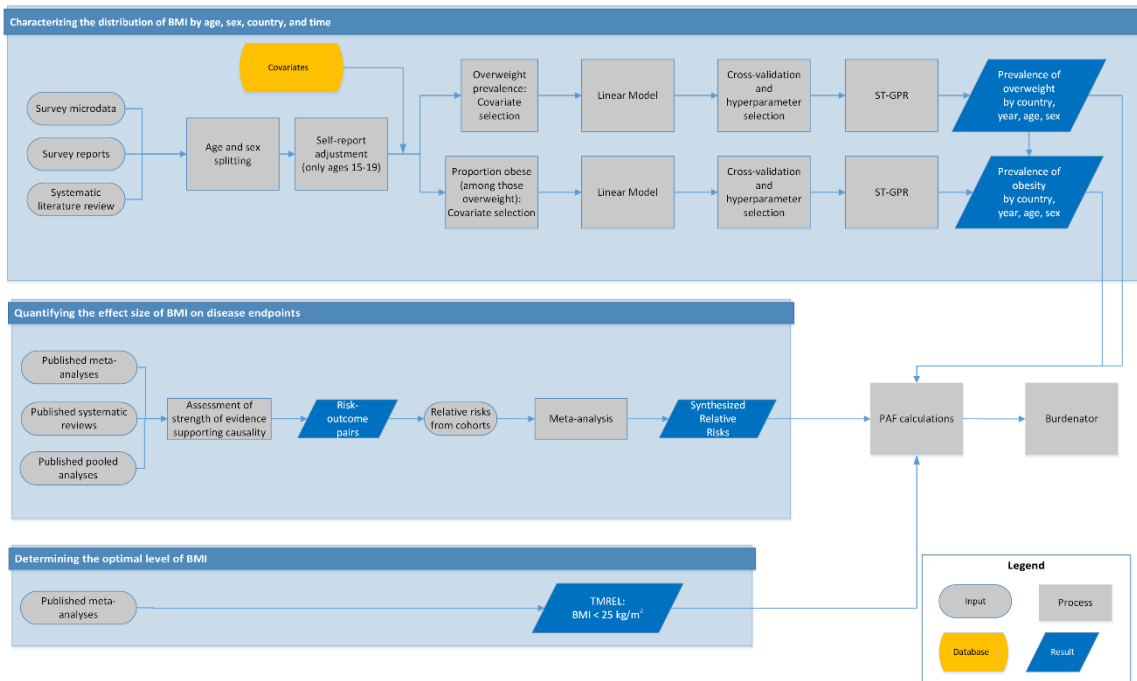 Characterizing the distribution of BMI by age, sex, country, and time
Covariates
Survey microdata
Survey reports
Systematic
literature review
Age and sex
splitting
Self-report
adjustment
(only ages 15-19)
Overweight
prevalence:
Covariate
selection
Linear Model
Cross-validation
and
hyperparameter
selection
ST-GPR
Prevalence of
overweight
by country,
year, age, sex
Proportion obese
(among those
overweight):
Covariate selection
Linear Model
Cross-validation
and
hyperparameter
selection
ST-GPR
Prevalence of
obesity
by country,
year, age, sex
Quantifying the effect size of BMI on disease endpoints
Published meta-
analyses
Published systematic
reviews
Published pooled
analyses
Assessment of
strength of evidence
supporting causality
Risk-
outcome
pairs
Relative risks
from cohorts
Meta-analysis
Synthesized
Relative
Risks
PAF calculations
Burdenator
Determining the optimal level of BMI
Published meta-
analyses
TMREL:
BMI < 25 kg/m²
Legend
Input
Process
Database
Result